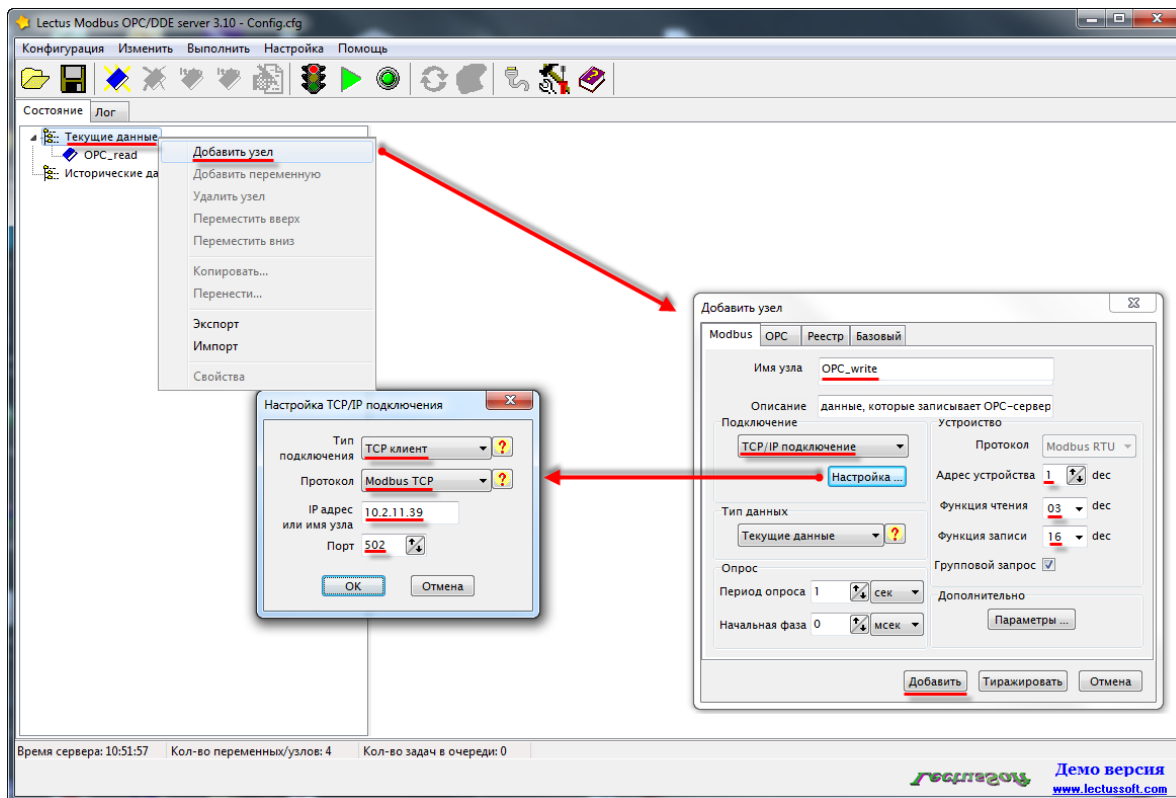 Lectus Modbus OPC/DDE server 3.10 - Config.cfg
Конфигурация Изменить Выполнить Настройка Помощь
Состояние Лог
Текущие данные
OPC_read
Исторические да
Добавить узел
Добавить переменную
Удалить узел
Переместить вверх
Переместить вниз
Копировать...
Перенести...
Экспорт
Импорт
Свойства
Настройка TCP/IP подключения
Тип подключения TCP клиент
Протокол Modbus TCP
IP адрес или имя узла 10.2.11.39
Порт 502
OK Отмена
Добавить узел
Modbus OPC Реестр Базовый
Имя узла OPC_write
Описание данные, которые записывает OPC-сервер
Подключение
TCP/IP подключение
Настройка ...
Тип данных
Текущие данные
Опрос
Период опроса 1 сек
Начальная фаза 0 мсек
Устройство
Протокол Modbus RTU
Адрес устройства 1 dec
Функция чтения 03 dec
Функция записи 16 dec
Групповой запрос
Дополнительно
Параметры ...
Добавить Тиражировать Отмена
Время сервера: 10:51:57 Кол-во переменных/узлов: 4 Кол-во задач в очереди: 0
LectusSoft
Демо версия
www.lectussoft.com